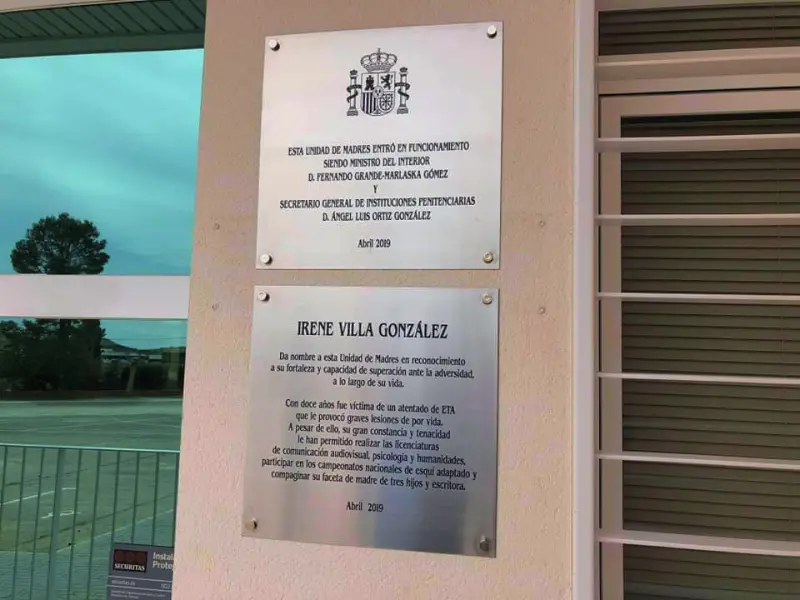 ESTA UNIDAD DE MADRES ENTRÓ EN FUNCIONAMIENTO
SIENDO MINISTRO DEL INTERIOR
D. FERNANDO GRANDE-MARLASKA GÓMEZ
Y
SECRETARIO GENERAL DE INSTITUCIONES PENITENCIARIAS
D. ÁNGEL LUIS ORTIZ GONZÁLEZ
Abril 2019
IRENE VILLA GONZÁLEZ
Da nombre a esta Unidad de Madres en reconocimiento
a su fortaleza y capacidad de superación ante la adversidad,
a lo largo de su vida.
Con doce años fue víctima de un atentado de ETA
que le provocó graves lesiones de por vida.
A pesar de ello, su gran constancia y tenacidad
le han permitido realizar las licenciaturas
de comunicación audiovisual, psicología y humanidades,
participar en los campeonatos nacionales de esquí adaptado y
compaginar su faceta de madre de tres hijos y escritora.
Abril 2019
SECURITAS
Insta
Prote